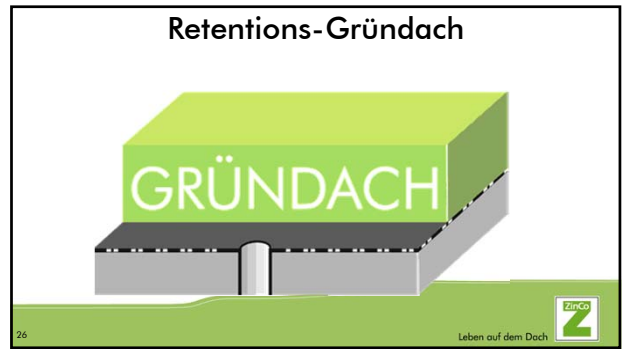 Retentions-Gründach
GRÜNDACH
26
Leben auf dem Dach
ZinCo
Z